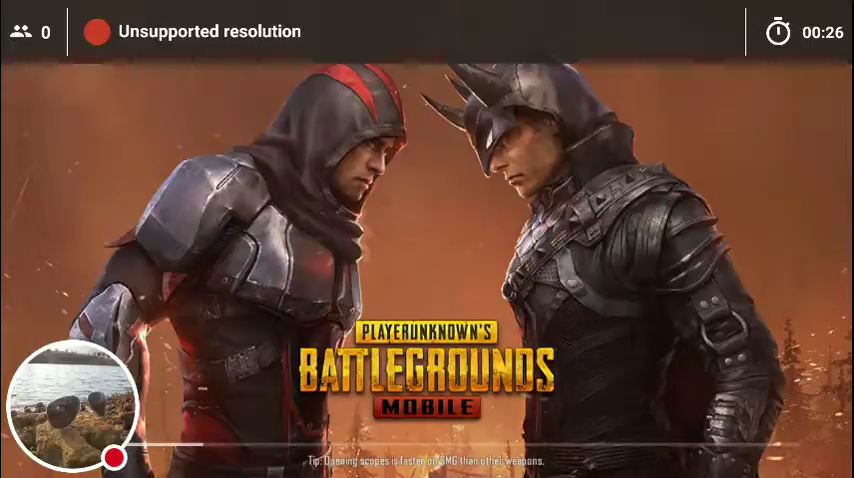 0
Unsupported resolution
00:26
PLAYERUNKNOWN'S
BATTLEGROUNDS
MOBILE
Tip: Opening scopes is faster on SMG than other weapons.